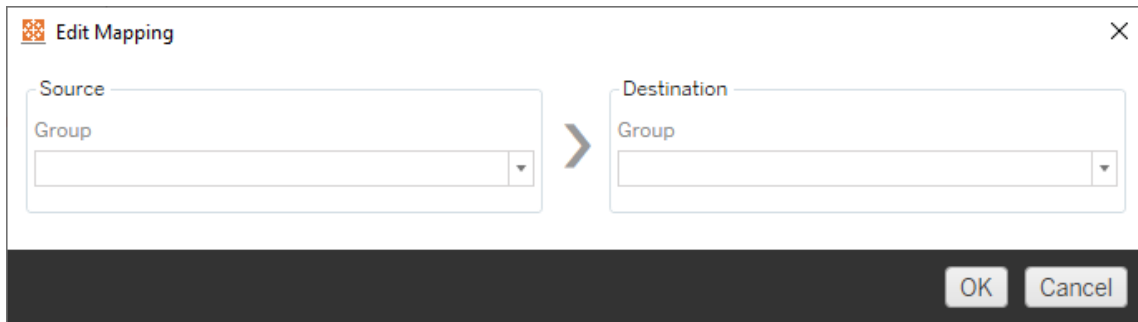 Edit Mapping
Source
Group
Destination
Group
OK
Cancel